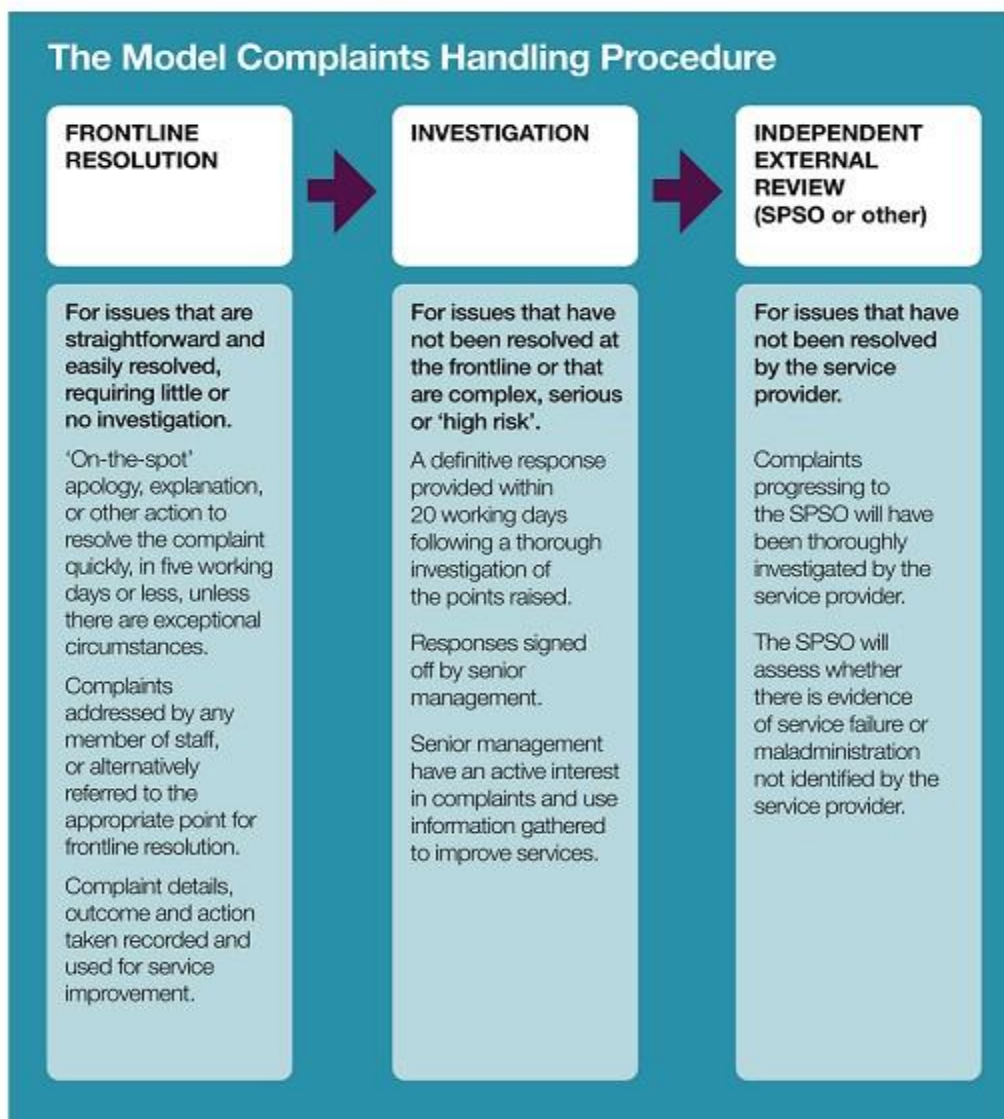 The Model Complaints Handling Procedure
FRONTLINE
RESOLUTION
For issues that are
straightforward and
easily resolved,
requiring little or
no investigation.
‘On-the-spot’
apology, explanation,
or other action to
resolve the complaint
quickly, in five working
days or less, unless
there are exceptional
circumstances.
Complaints
addressed by any
member of staff,
or alternatively
referred to the
appropriate point for
frontline resolution.
Complaint details,
outcome and action
taken recorded and
used for service
improvement.
INVESTIGATION
For issues that have
not been resolved at
the frontline or that
are complex, serious
or ‘high risk’.
A definitive response
provided within
20 working days
following a thorough
investigation of
the points raised.
Responses signed
off by senior
management.
Senior management
have an active interest
in complaints and use
information gathered
to improve services.
INDEPENDENT
EXTERNAL
REVIEW
(SPSO or other)
For issues that have
not been resolved
by the service
provider.
Complaints
progressing to
the SPSO will have
been thoroughly
investigated by the
service provider.
The SPSO will
assess whether
there is evidence
of service failure or
maladministration
not identified by the
service provider.